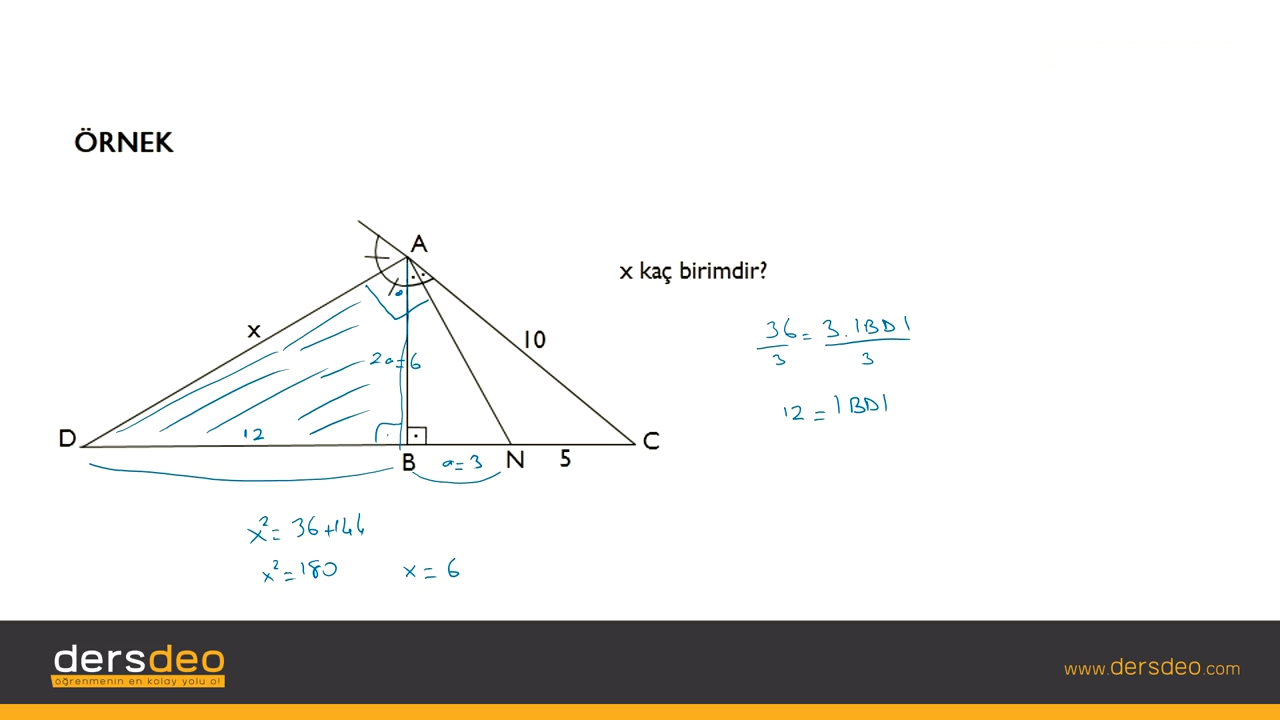 ÖRNEK
A
x kaç birimdir?
x
10
36 = 3.|BD|
3 3
2a=6
12 = |BD|
D
12
B
a=3
N
5
C
x² = 36+144
x² = 180
x = 6
dersdeo
öğrenmenin en kolay yolu o!
www.dersdeo.com